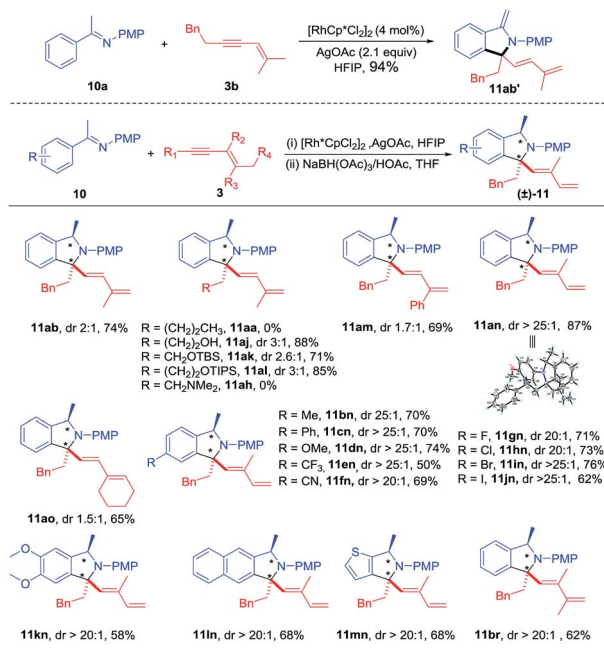 N-PMP
+
Bn
[RhCp*Cl2]2 (4 mol%)
AgOAc (2.1 equiv)
HFIP, 94%
N-PMP
Bn
10a
3b
11ab'
R
N-PMP
+
R1
R2
R3
R4
(i) [Rh*CpCl2]2 ,AgOAc, HFIP
(ii) NaBH(OAc)3/HOAc, THF
R
*
*
N-PMP
Bn
10
3
(±)-11
*
*
N-PMP
Bn
11ab, dr 2:1, 74%
*
*
N-PMP
R
R = (CH2)2CH3, 11aa, 0%
R = (CH2)2OH, 11aj, 88% dr 3:1
R = CH2OTBS, 11ak, dr 2.6:1, 71%
R = (CH2)2OTIPS, 11al, dr 3:1, 85%
R = CH2NMe2, 11ah, 0%
*
*
N-PMP
Bn
Ph
11am, dr 1.7:1, 69%
*
*
N-PMP
Bn
11an, dr > 25:1, 87%
*
*
N-PMP
Bn
11ao, dr 1.5:1, 65%
R
*
*
N-PMP
Bn
R = Me, 11bn, dr 25:1, 70%
R = Ph, 11cn, dr > 25:1, 70%
R = OMe, 11dn, dr > 25:1, 74%
R = CF3, 11en, dr > 25:1, 50%
R = CN, 11fn, dr > 20:1, 69%
R = F, 11gn, dr 20:1, 71%
R = Cl, 11hn, dr 20:1, 73%
R = Br, 11in, dr >25:1, 76%
R = I, 11jn, dr >25:1, 62%
O
O
*
*
N-PMP
Bn
11kn, dr > 20:1, 58%
*
*
N-PMP
Bn
11ln, dr > 20:1, 68%
S
*
*
N-PMP
Bn
11mn, dr > 20:1, 68%
*
*
N-PMP
Bn
11br, dr > 20:1 , 62%